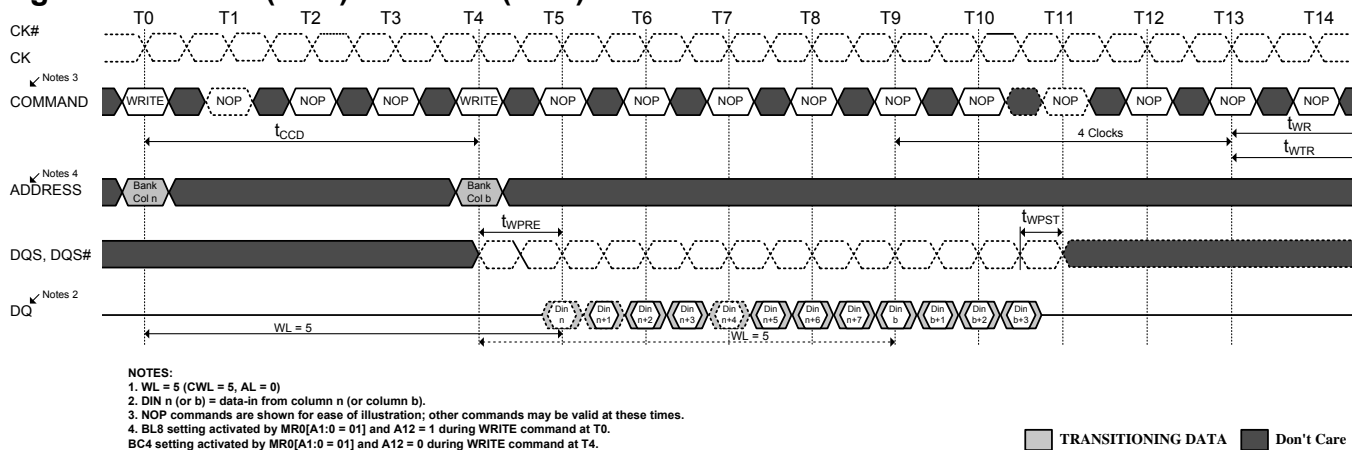 T0 T1 T2 T3 T4 T5 T6 T7 T8 T9 T10 T11 T12 T13 T14
CK#
CK
Notes 3
COMMAND WRITE NOP NOP NOP WRITE NOP NOP NOP NOP NOP NOP NOP NOP NOP NOP
tCCD 4 Clocks tWR
tWTR
Notes 4
ADDRESS Bank Col n Bank Col b
tWPRE tWPST
DQS, DQS#
Notes 2
DQ Din n Din n+1 Din n+2 Din n+3 Din n+4 Din n+5 Din n+6 Din n+7 Din b Din b+1 Din b+2 Din b+3
WL = 5 WL = 5
NOTES:
1. WL = 5 (CWL = 5, AL = 0)
2. DIN n (or b) = data-in from column n (or column b).
3. NOP commands are shown for ease of illustration; other commands may be valid at these times.
4. BL8 setting activated by MR0[A1:0 = 01] and A12 = 1 during WRITE command at T0.
BC4 setting activated by MR0[A1:0 = 01] and A12 = 0 during WRITE command at T4.
TRANSITIONING DATA Don't Care